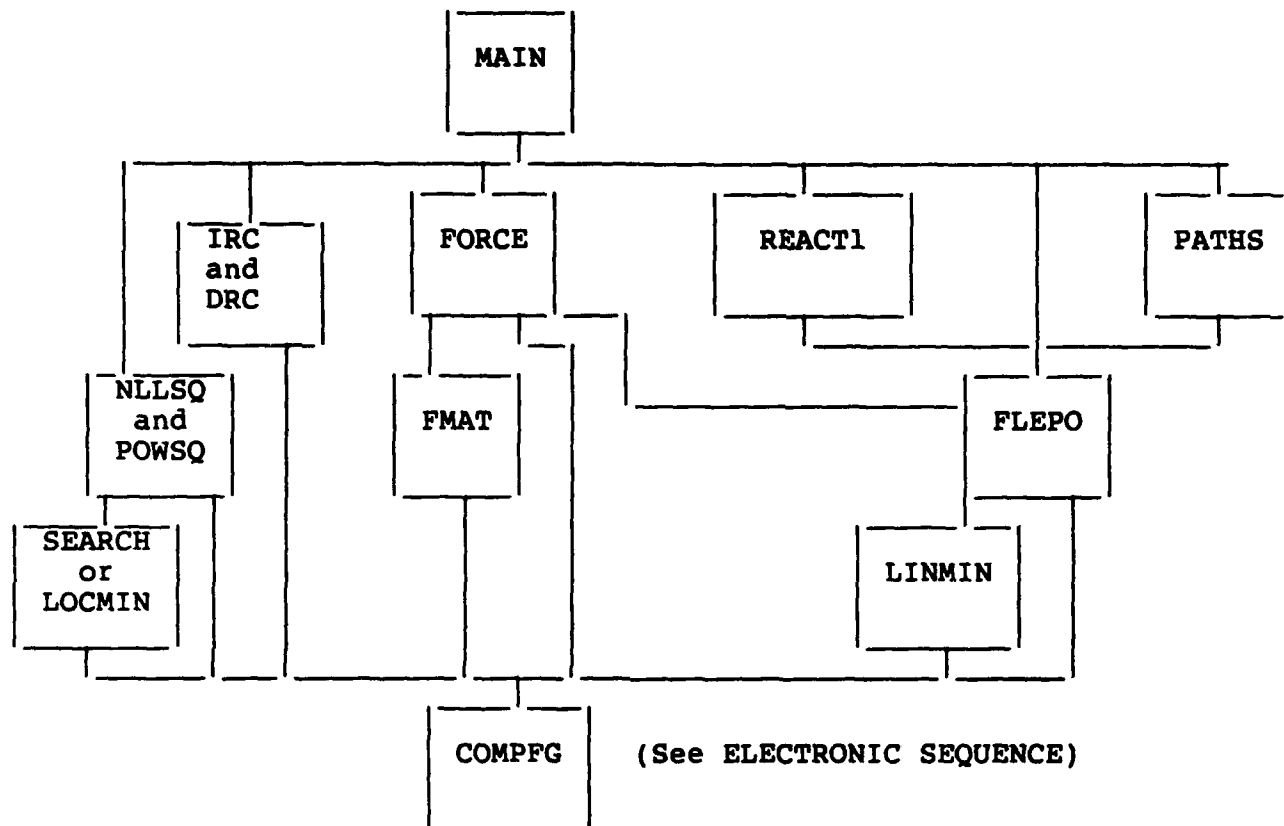 MAIN
IRC
and
DRC
FORCE
REACT1
PATHS
NLLSQ
and
POWSQ
FMAT
FLEPO
SEARCH
or
LOCMIN
LINMIN
COMPFG
(See ELECTRONIC SEQUENCE)